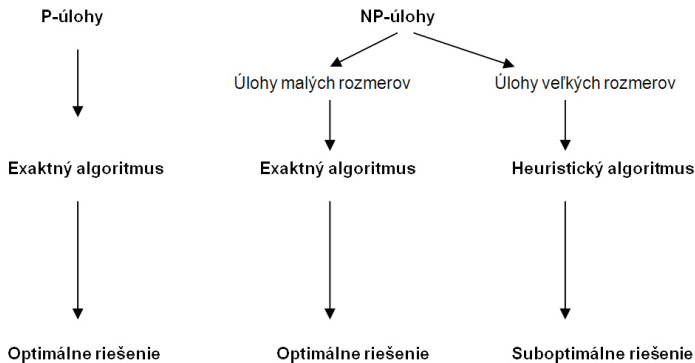 P-úlohy
NP-úlohy
Úlohy malých rozmerov
Úlohy veľkých rozmerov
Exaktný algoritmus
Exaktný algoritmus
Heuristický algoritmus
Optimálne riešenie
Optimálne riešenie
Suboptimálne riešenie